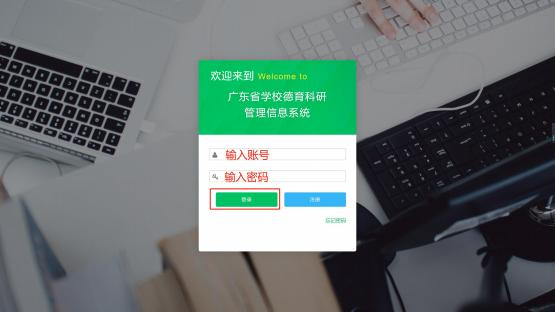 欢迎来到 Welcome to
广东省学校德育科研
管理信息系统
输入账号
输入密码
登录 注册
忘记密码